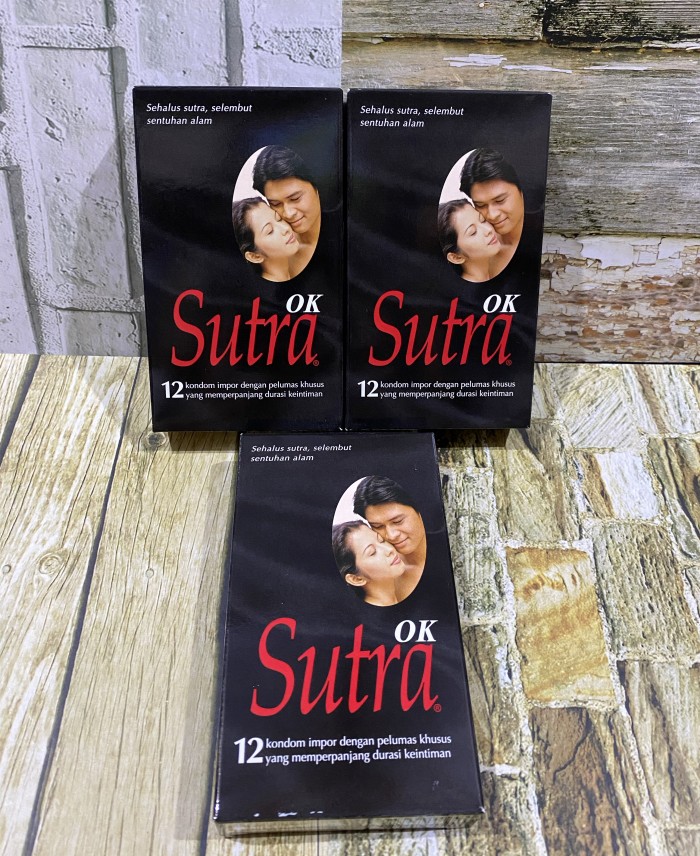 Sehalus sutra, selembut
sentuhan alam
OK
Sutra®
12 kondom impor dengan pelumas khusus
yang memperpanjang durasi keintiman
Sehalus sutra, selembut
sentuhan alam
OK
Sutra®
12 kondom impor dengan pelumas khusus
yang memperpanjang durasi keintiman
Sehalus sutra, selembut
sentuhan alam
OK
Sutra®
12 kondom impor dengan pelumas khusus
yang memperpanjang durasi keintiman